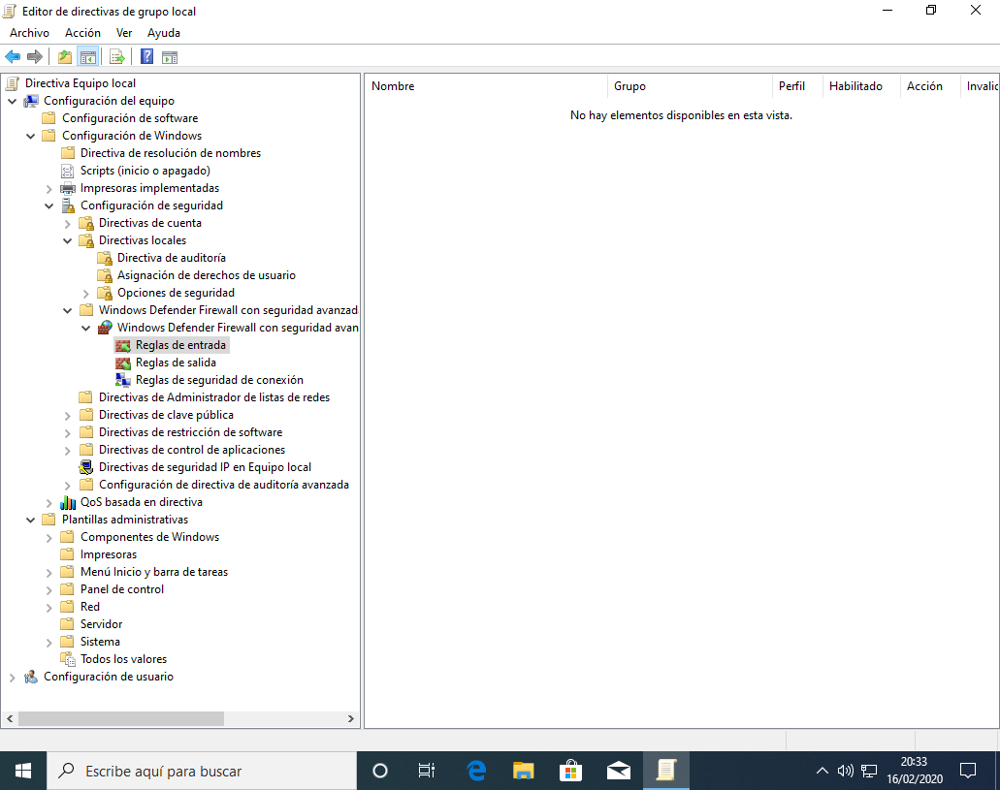 Editor de directivas de grupo local
Archivo Acción Ver Ayuda
Directiva Equipo local
Configuración del equipo
Configuración de software
Configuración de Windows
Directiva de resolución de nombres
Scripts (inicio o apagado)
Impresoras implementadas
Configuración de seguridad
Directivas de cuenta
Directivas locales
Directiva de auditoría
Asignación de derechos de usuario
Opciones de seguridad
Windows Defender Firewall con seguridad avanzad
Windows Defender Firewall con seguridad avan
Reglas de entrada
Reglas de salida
Reglas de seguridad de conexión
Directivas de Administrador de listas de redes
Directivas de clave pública
Directivas de restricción de software
Directivas de control de aplicaciones
Directivas de seguridad IP en Equipo local
Configuración de directiva de auditoría avanzada
QoS basada en directiva
Plantillas administrativas
Componentes de Windows
Impresoras
Menú Inicio y barra de tareas
Panel de control
Red
Servidor
Sistema
Todos los valores
Configuración de usuario
Nombre Grupo Perfil Habilitado Acción Invalic
No hay elementos disponibles en esta vista.
Escribe aquí para buscar
20:33
16/02/2020